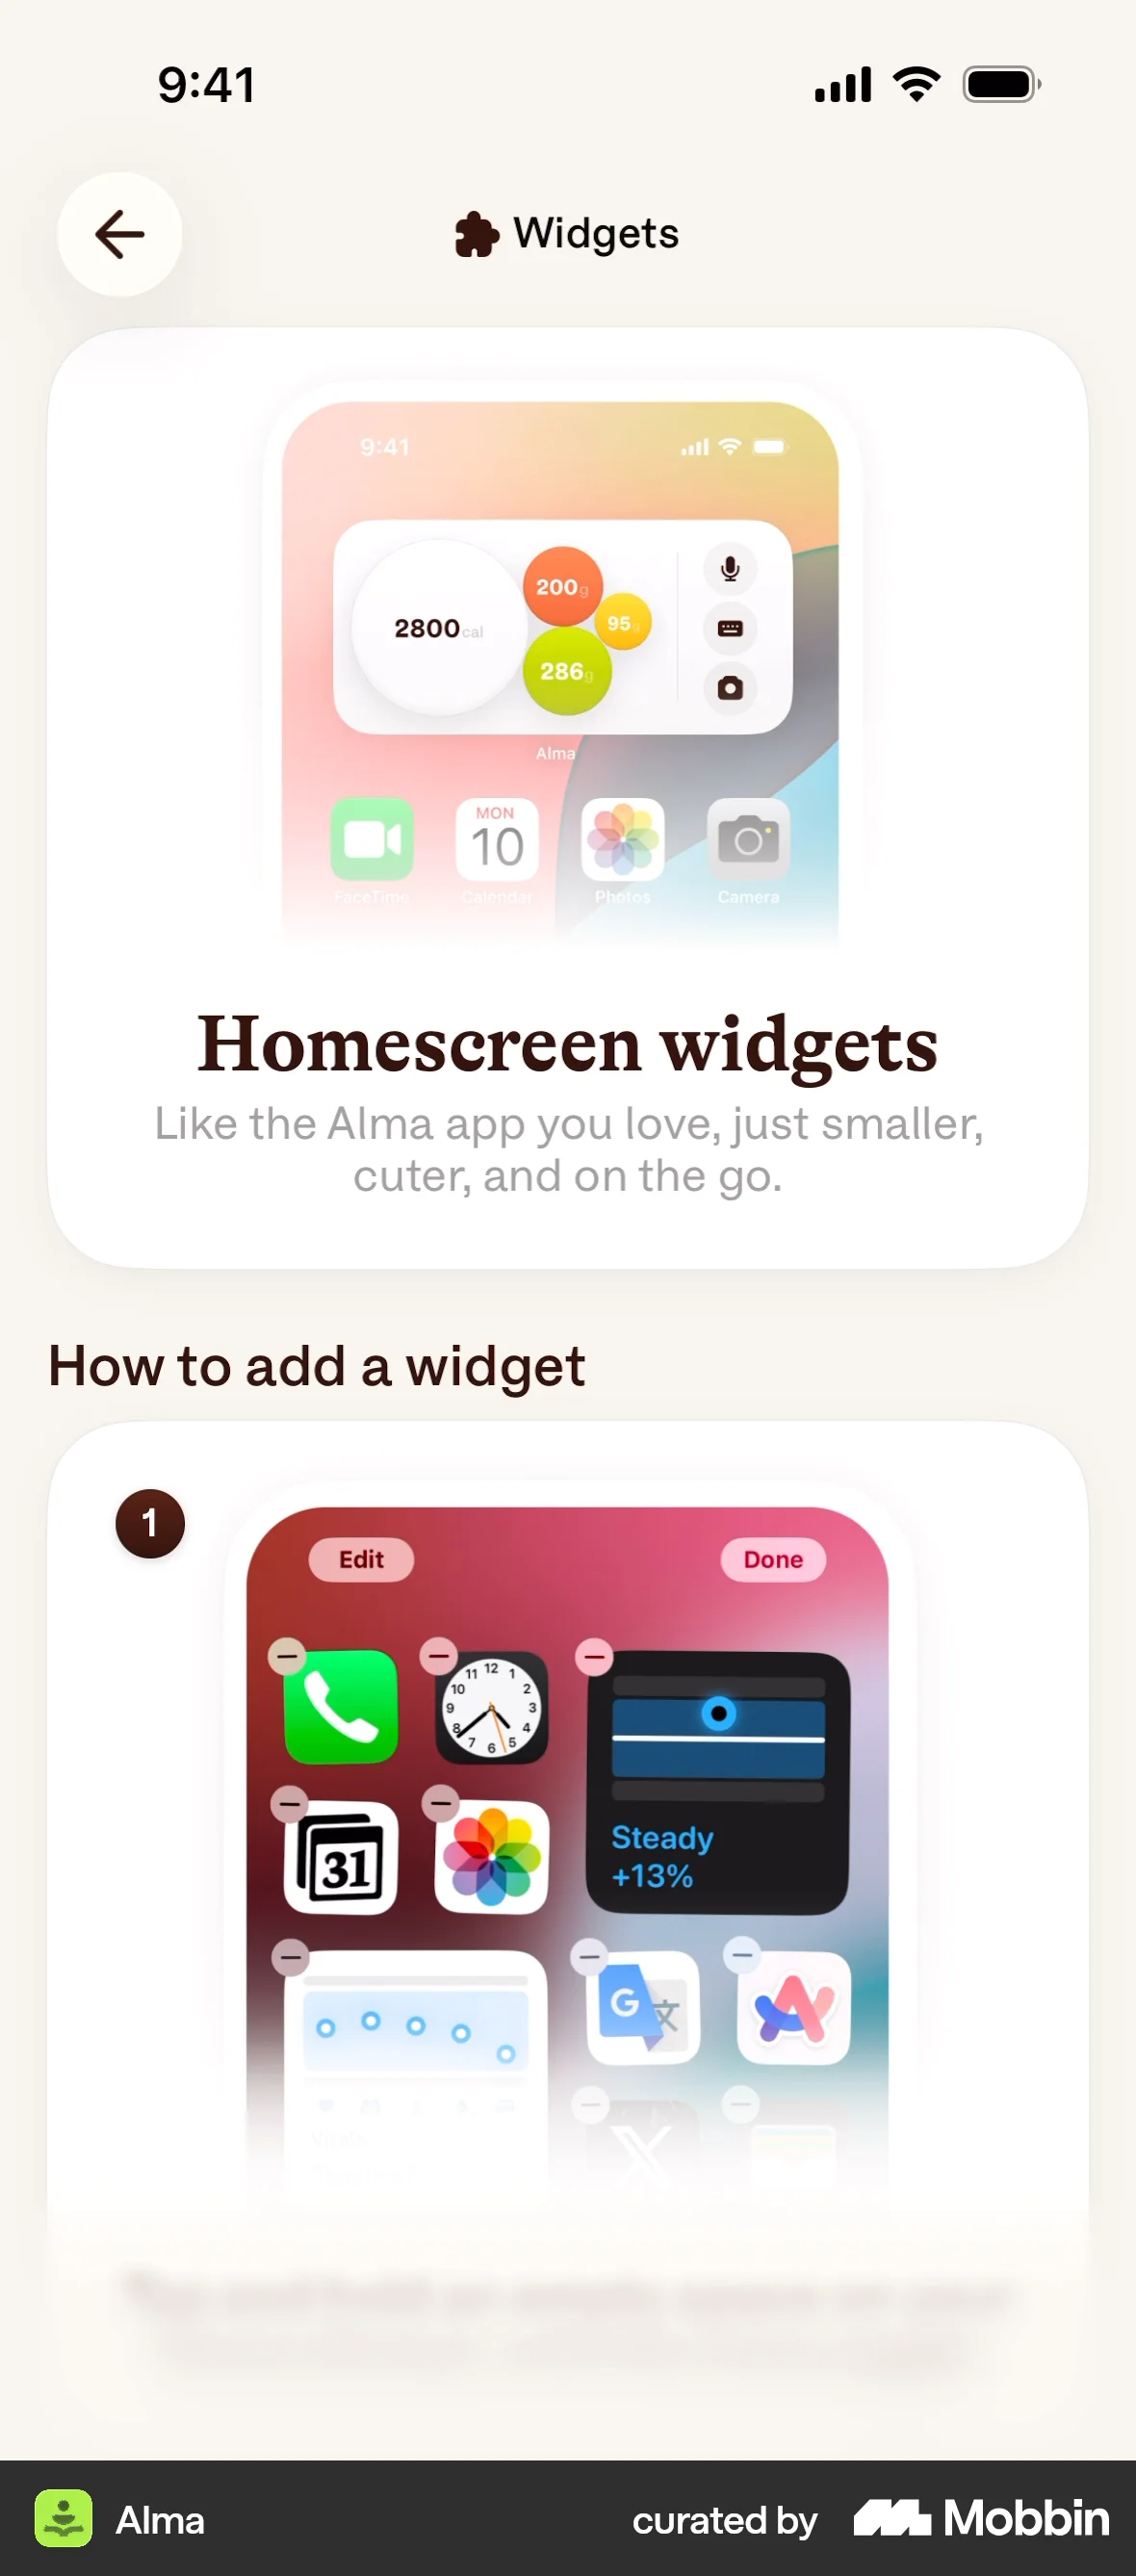 9:41
Widgets
9:41
2800cal
200g
95g
286g
Alma
FaceTime
MON
10
Calendar
Photos
Camera
Homescreen widgets
Like the Alma app you love, just smaller,
cuter, and on the go.
How to add a widget
1
Edit
Done
12
1
2
3
4
5
6
7
8
9
10
11
31
Steady
+13%
G
文
Vitals
Alma
curated by
Mobbin